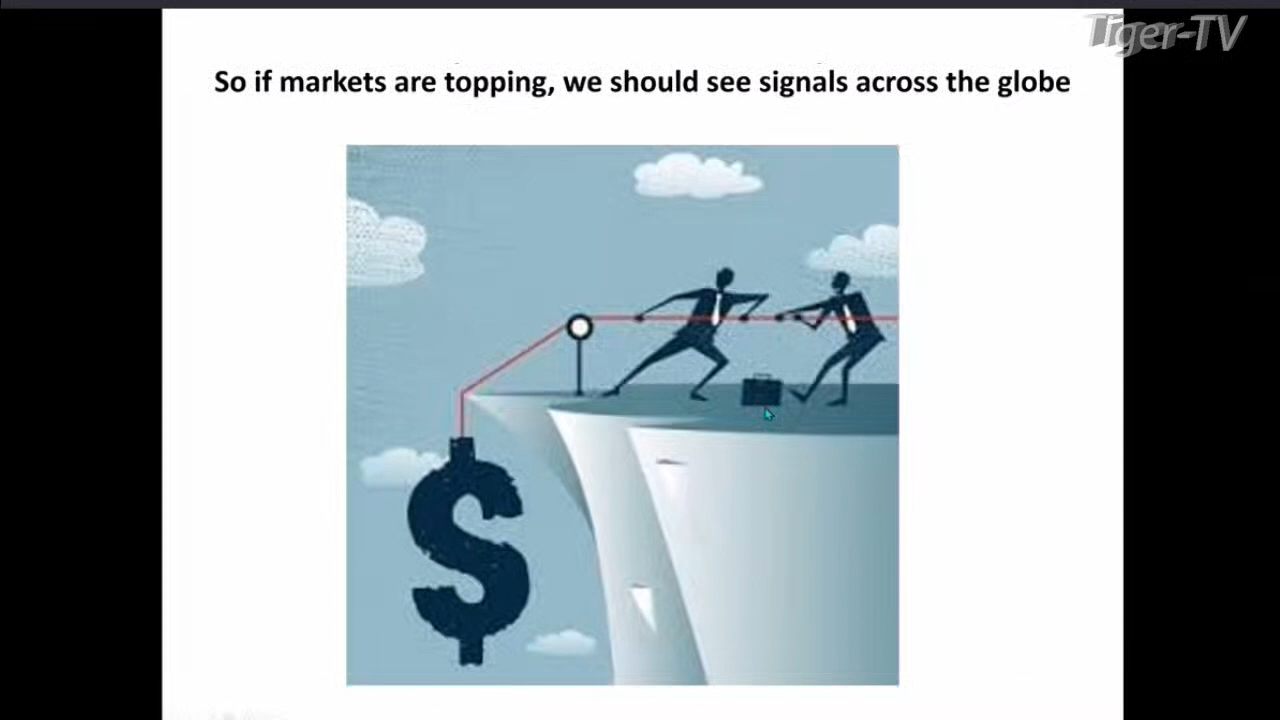 Tiger-TV
So if markets are topping, we should see signals across the globe
$